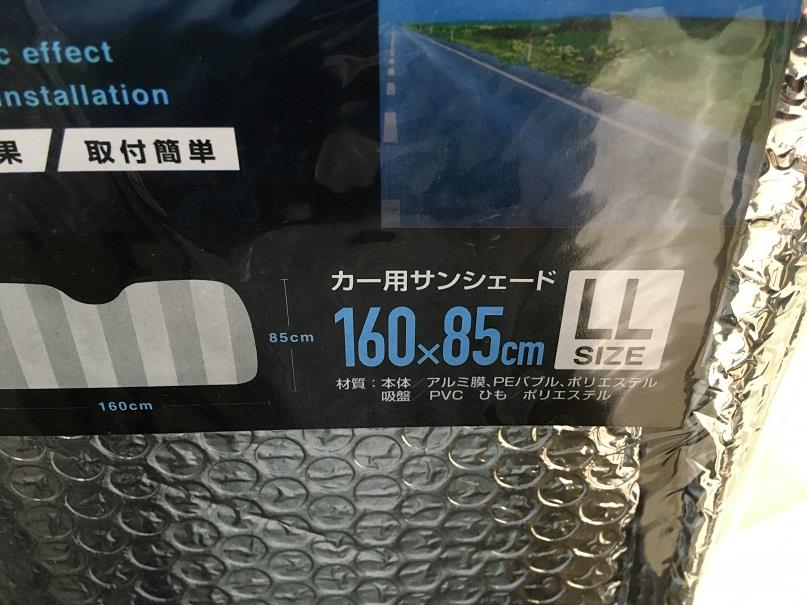 c effect
installation
果
取付簡単
カー用サンシェード
160×85cm
LL
SIZE
85cm
160cm
材質：本体／アルミ膜、PEバブル、ポリエステル
吸盤／PVC ひも／ポリエステル